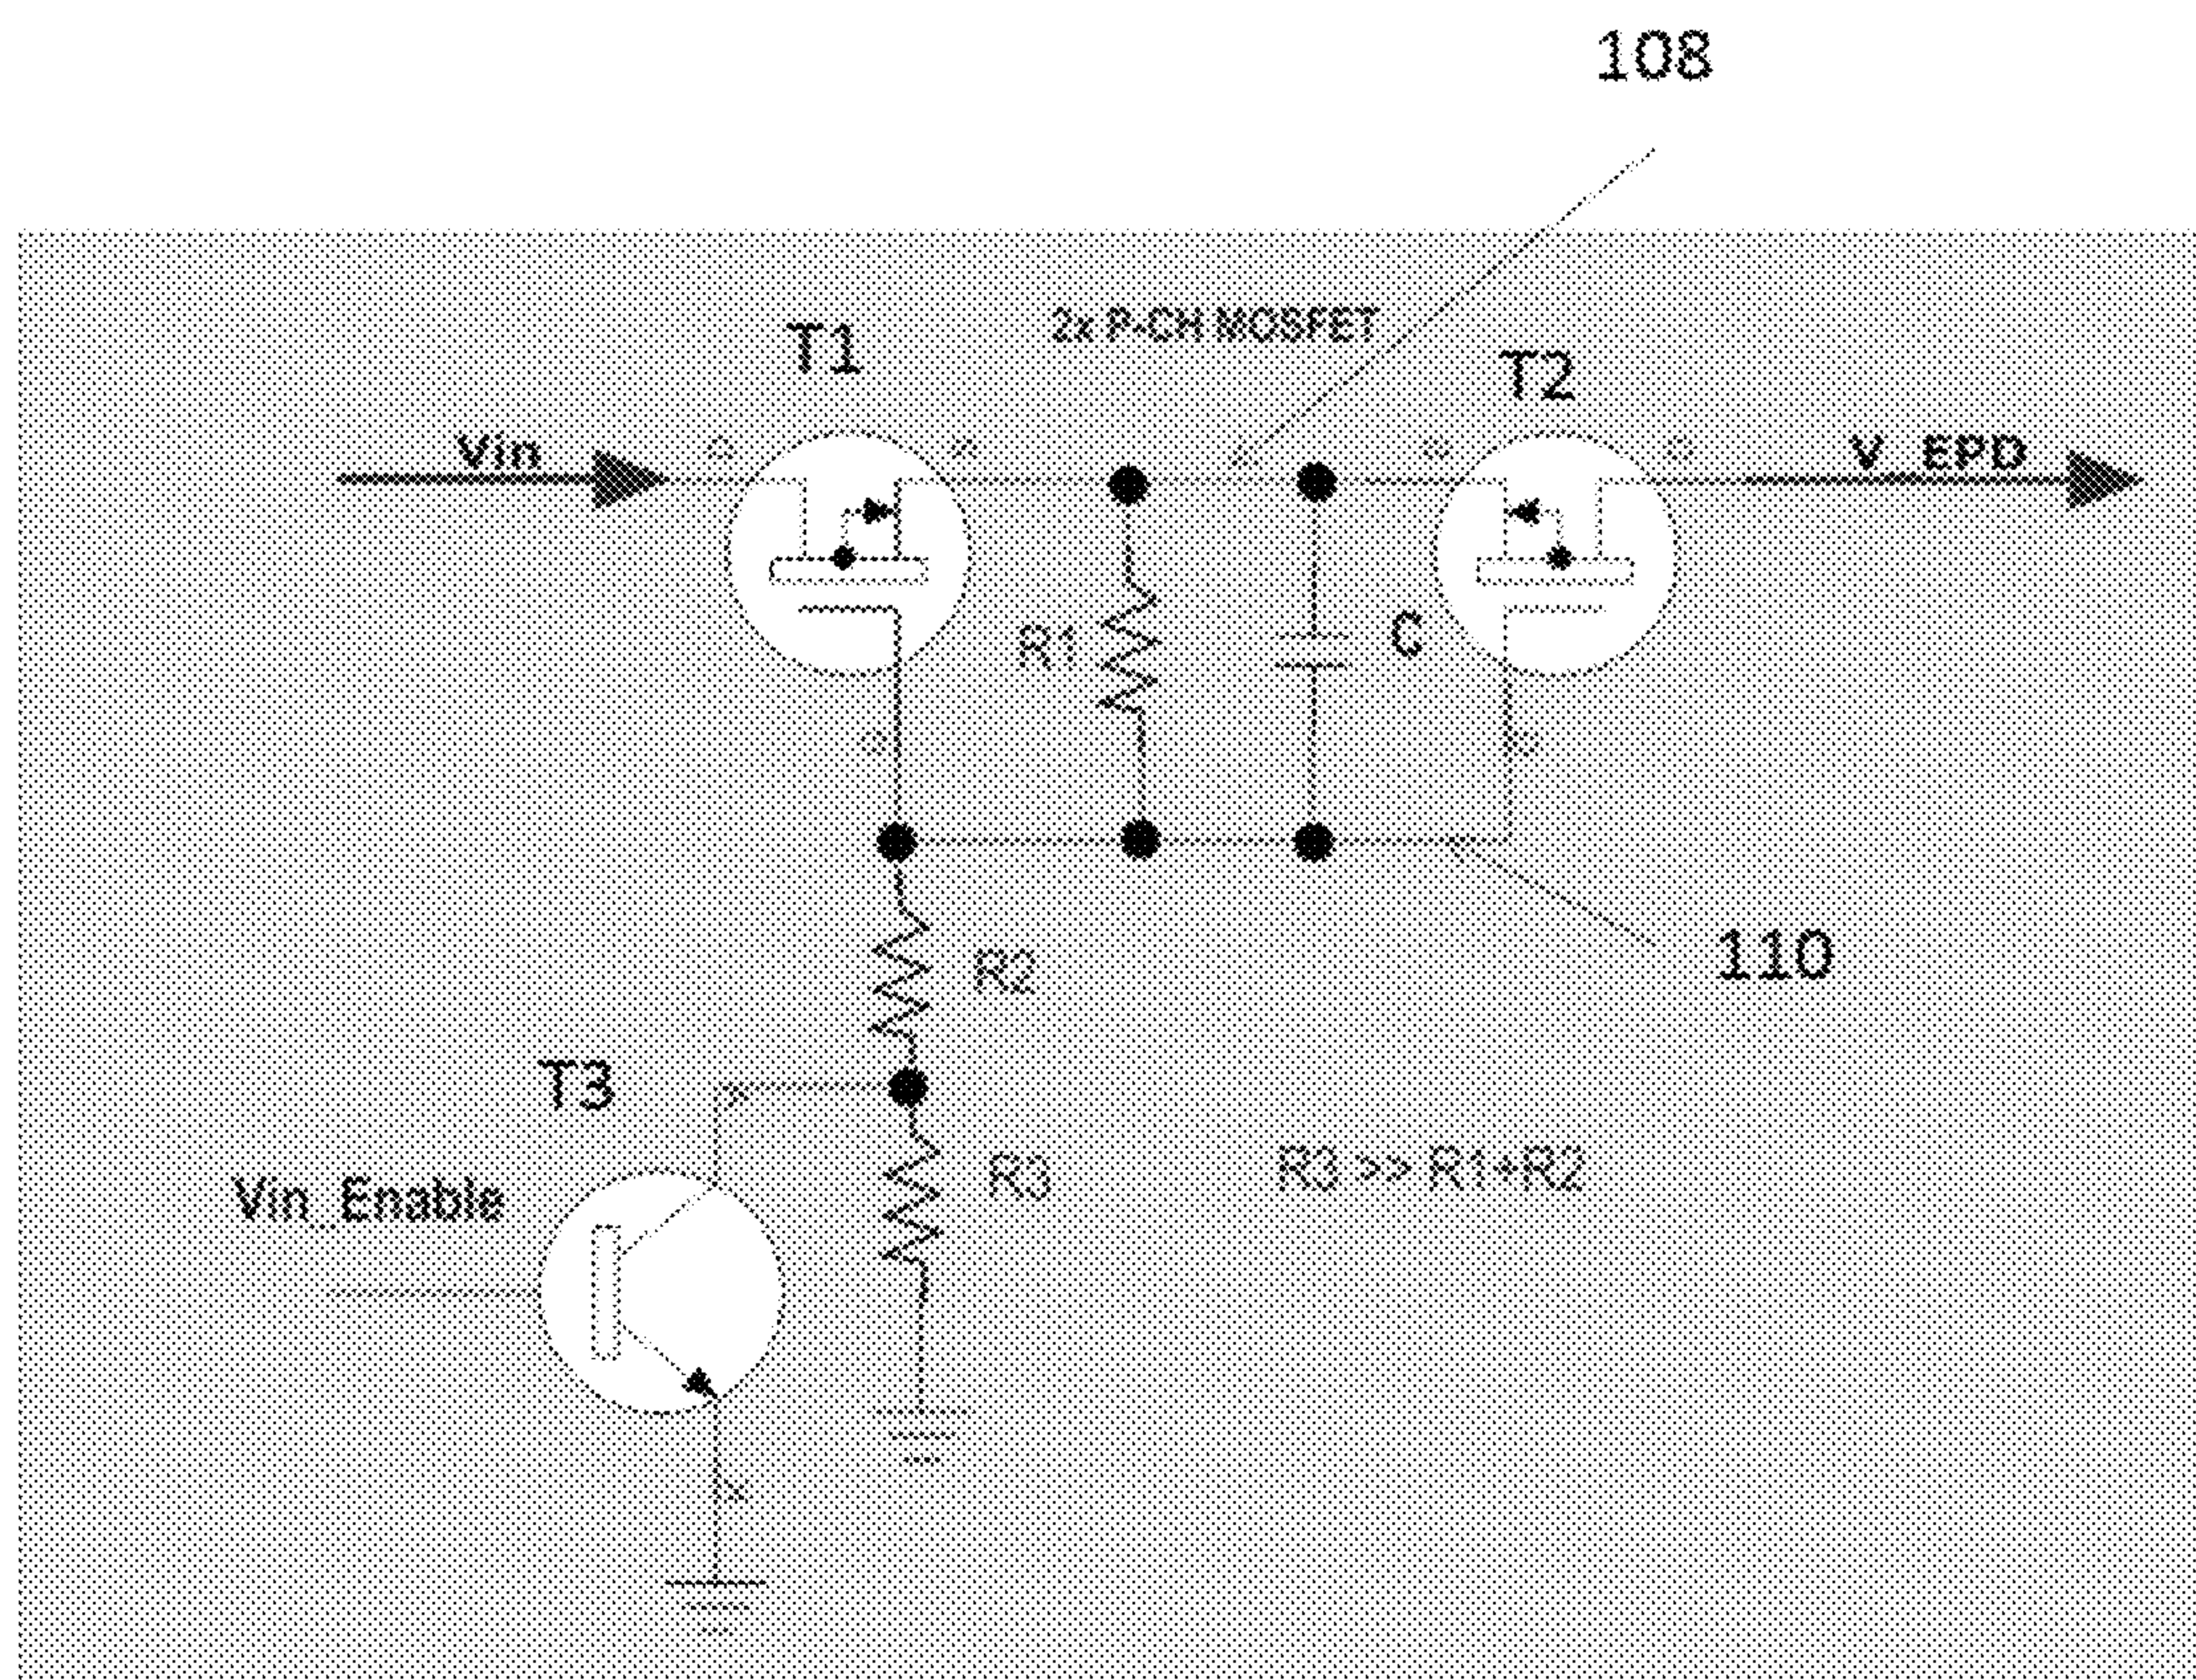 108
2x P-CH MOSFET
T1
T2
Vin
V_EPD
R1
C
R2
110
T3
R3
R3 >> R1+R2
Vin_Enable